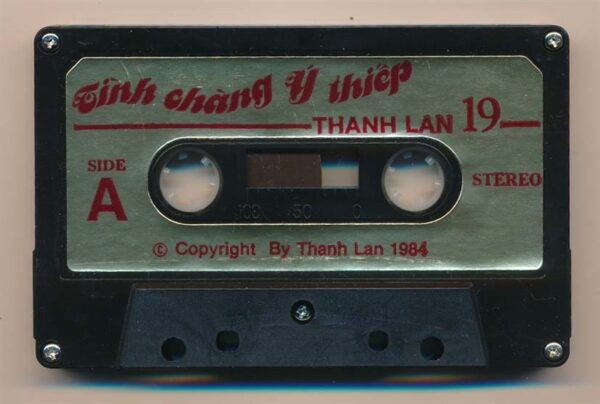 Tình chàng Ý thiếp
THANH LAN 19
SIDE
A
STEREO
100 50 0
© Copyright By Thanh Lan 1984